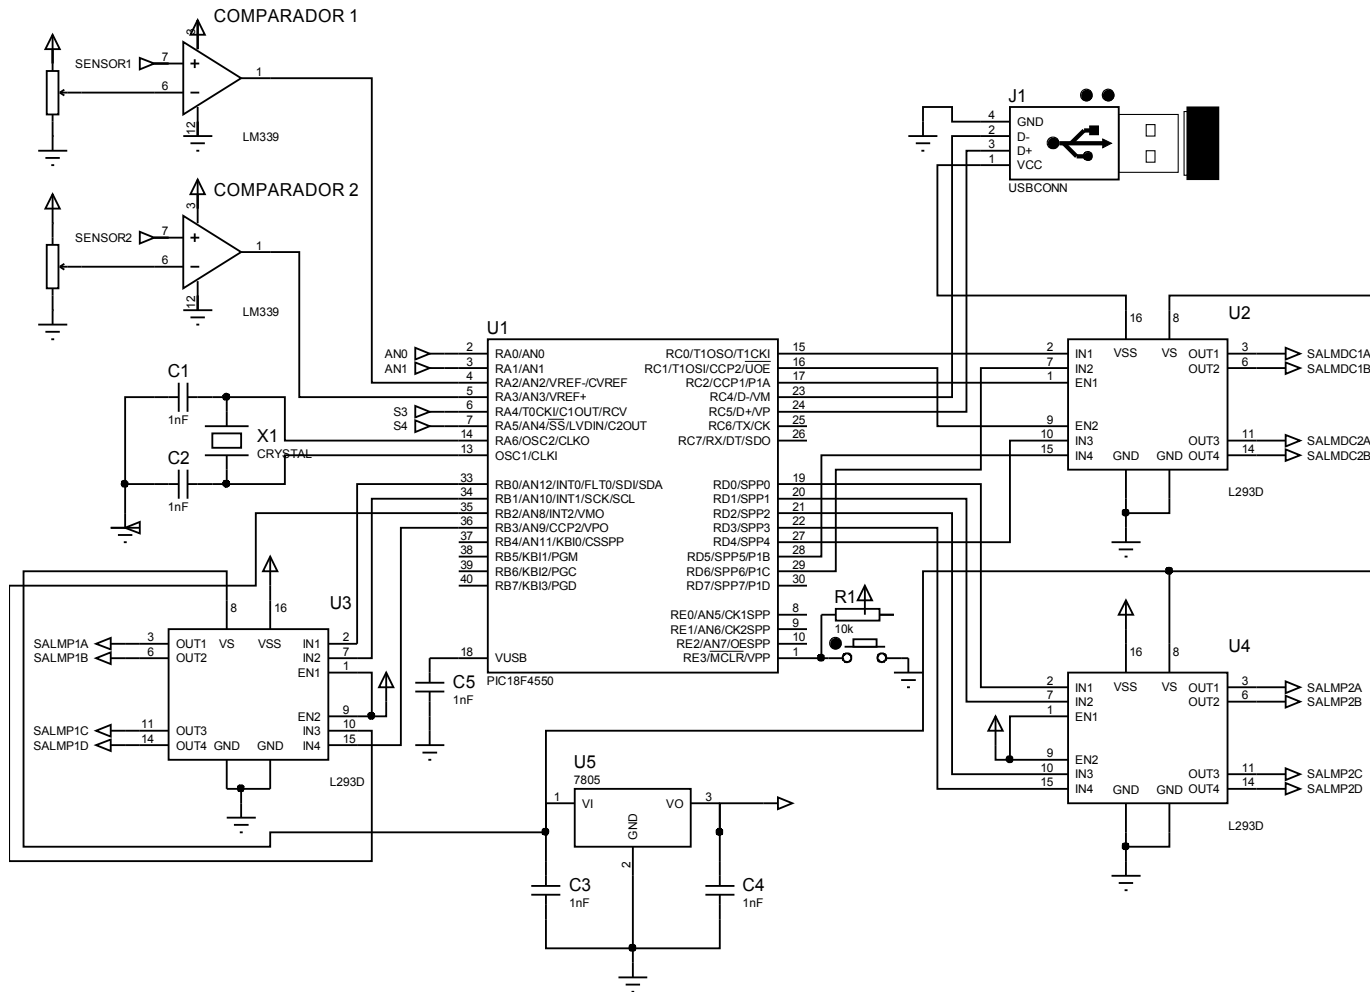 COMPARADOR 1
3
SENSOR1
7
6
1
12
LM339
COMPARADOR 2
3
SENSOR2
7
6
1
12
LM339
J1
4 GND
2 D-
3 D+
1 VCC
USBCONN
C1
1nF
X1
CRYSTAL
C2
1nF
U1
AN0 2 RA0/AN0
AN1 3 RA1/AN1
4 RA2/AN2/VREF-/CVREF
5 RA3/AN3/VREF+
S3 6 RA4/T0CKI/C1OUT/RCV
S4 7 RA5/AN4/SS/LVDIN/C2OUT
14 RA6/OSC2/CLKO
13 OSC1/CLKI
33 RB0/AN12/INT0/FLT0/SDI/SDA
34 RB1/AN10/INT1/SCK/SCL
35 RB2/AN8/INT2/VMO
36 RB3/AN9/CCP2/VPO
37 RB4/AN11/KBI0/CSSPP
38 RB5/KBI1/PGM
39 RB6/KBI2/PGC
40 RB7/KBI3/PGD
18 VUSB
RC0/T1OSO/T1CKI 15
RC1/T1OSI/CCP2/UOE 16
RC2/CCP1/P1A 17
RC4/D-/VM 23
RC5/D+/VP 24
RC6/TX/CK 25
RC7/RX/DT/SDO 26
RD0/SPP0 19
RD1/SPP1 20
RD2/SPP2 21
RD3/SPP3 22
RD4/SPP4 27
RD5/SPP5/P1B 28
RD6/SPP6/P1C 29
RD7/SPP7/P1D 30
RE0/AN5/CK1SPP 8
RE1/AN6/CK2SPP 9
RE2/AN7/OESPP 10
RE3/MCLR/VPP 1
PIC18F4550
R1
10k
C5
1nF
U2
16 8
VSS VS
2 IN1
7 IN2
1 EN1
9 EN2
10 IN3
15 IN4
GND GND
OUT1 3 SALMDC1A
OUT2 6 SALMDC1B
OUT3 11 SALMDC2A
OUT4 14 SALMDC2B
L293D
U3
8 16
VS VSS
SALMP1A 3 OUT1
SALMP1B 6 OUT2
SALMP1C 11 OUT3
SALMP1D 14 OUT4
GND GND
IN1 2
IN2 7
EN1 1
EN2 9
IN3 10
IN4 15
L293D
U4
16 8
VSS VS
2 IN1
7 IN2
1 EN1
9 EN2
10 IN3
15 IN4
GND GND
OUT1 3 SALMP2A
OUT2 6 SALMP2B
OUT3 11 SALMP2C
OUT4 14 SALMP2D
L293D
U5
7805
1 VI
VO 3
GND
2
C3
1nF
C4
1nF